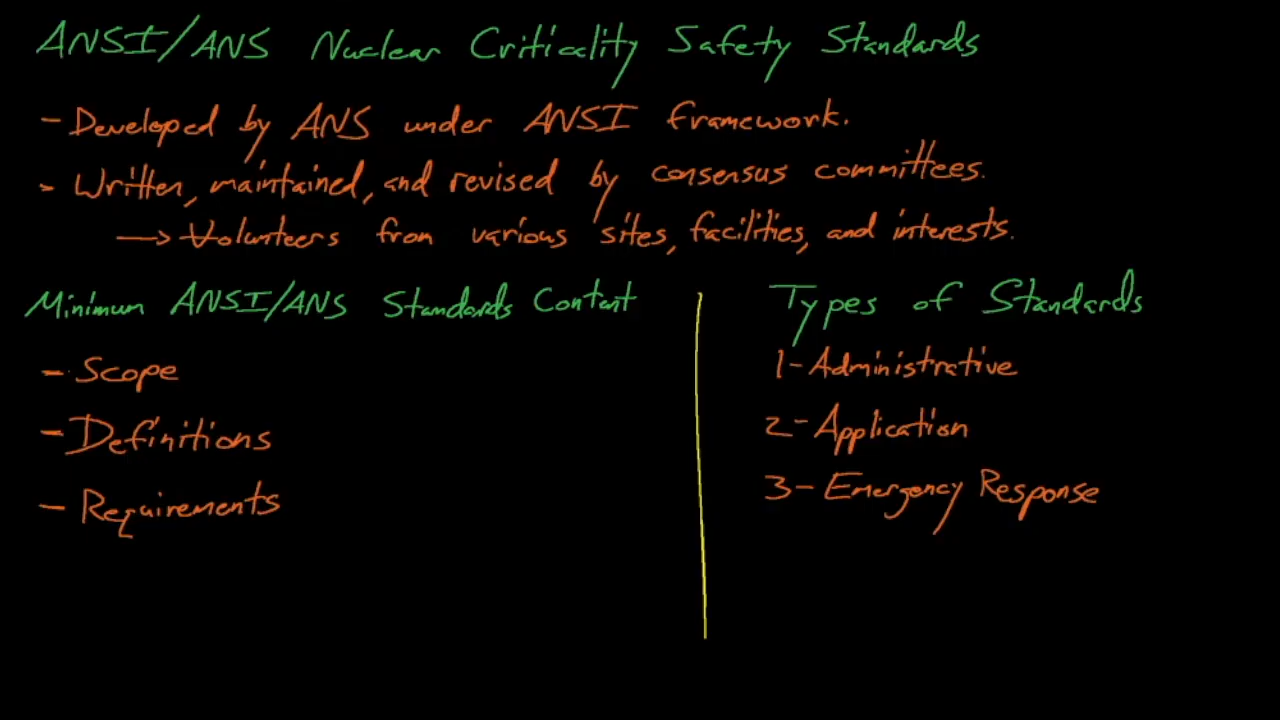 ANSI/ANS Nuclear Criticality Safety Standards
- Developed by ANS under ANSI framework.
- Written, maintained, and revised by consensus committees.
→ Volunteers from various sites, facilities, and interests.
Minimum ANSI/ANS Standards Content
- Scope
- Definitions
- Requirements
Types of Standards
1- Administrative
2- Application
3- Emergency Response